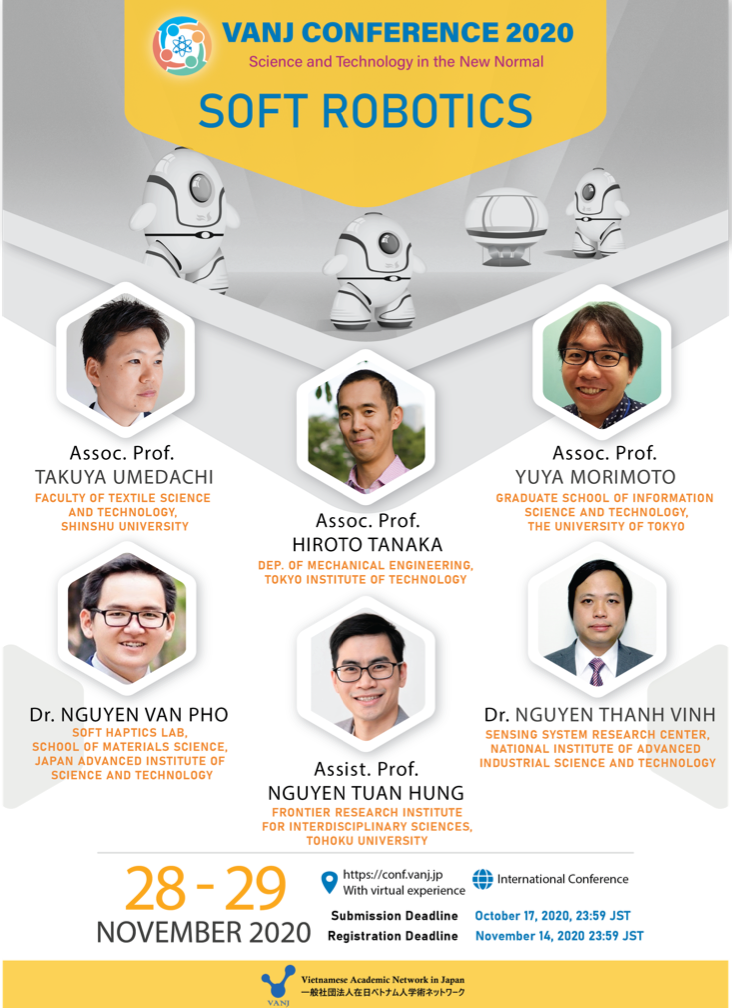 VANJ CONFERENCE 2020
Science and Technology in the New Normal
SOFT ROBOTICS
Assoc. Prof.
TAKUYA UMEDACHI
FACULTY OF TEXTILE SCIENCE
AND TECHNOLOGY,
SHINSHU UNIVERSITY
Assoc. Prof.
HIROTO TANAKA
DEP. OF MECHANICAL ENGINEERING,
TOKYO INSTITUTE OF TECHNOLOGY
Assoc. Prof.
YUYA MORIMOTO
GRADUATE SCHOOL OF INFORMATION
SCIENCE AND TECHNOLOGY,
THE UNIVERSITY OF TOKYO
Dr. NGUYEN VAN PHO
SOFT HAPTICS LAB,
SCHOOL OF MATERIALS SCIENCE,
JAPAN ADVANCED INSTITUTE OF
SCIENCE AND TECHNOLOGY
Assist. Prof.
NGUYEN TUAN HUNG
FRONTIER RESEARCH INSTITUTE
FOR INTERDISCIPLINARY SCIENCES,
TOHOKU UNIVERSITY
Dr. NGUYEN THANH VINH
SENSING SYSTEM RESEARCH CENTER,
NATIONAL INSTITUTE OF ADVANCED
INDUSTRIAL SCIENCE AND TECHNOLOGY
28 - 29
NOVEMBER 2020
https://conf.vanj.jp
With virtual experience
International Conference
Submission Deadline October 17, 2020, 23:59 JST
Registration Deadline November 14, 2020 23:59 JST
VANJ
Vietnamese Academic Network in Japan
一般社団法人在日ベトナム人学術ネットワーク